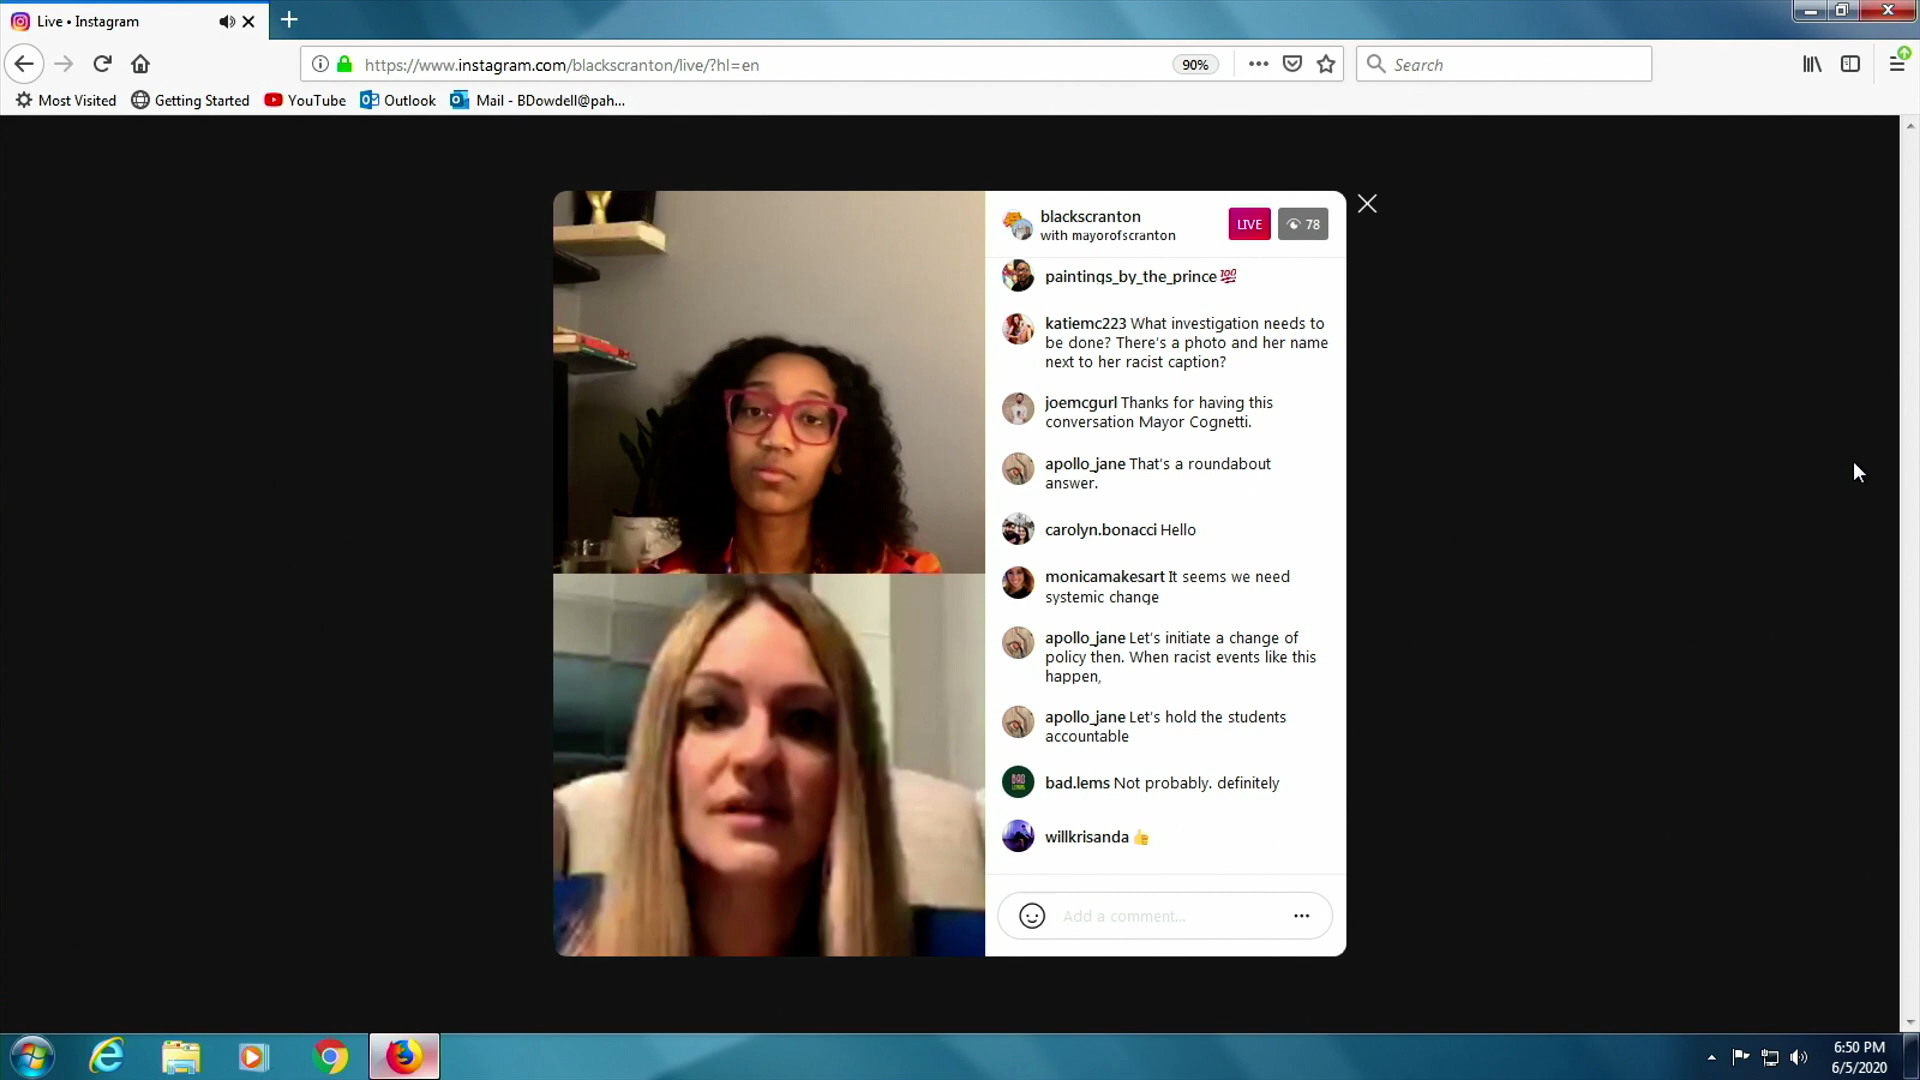 Live • Instagram
https://www.instagram.com/blackscranton/live/?hl=en
90%
Search
Most Visited
Getting Started
YouTube
Outlook
Mail - BDowdell@pah...
blackscranton
with mayorofscranton
LIVE
78
paintings_by_the_prince 💯
katiemc223 What investigation needs to
be done? There's a photo and her name
next to her racist caption?
joemcgurl Thanks for having this
conversation Mayor Cognetti.
apollo_jane That's a roundabout
answer.
carolyn.bonacci Hello
monicamakesart It seems we need
systemic change
apollo_jane Let's initiate a change of
policy then. When racist events like this
happen,
apollo_jane Let's hold the students
accountable
bad.lems Not probably. definitely
willkrisanda 👍
Add a comment...
6:50 PM
6/5/2020